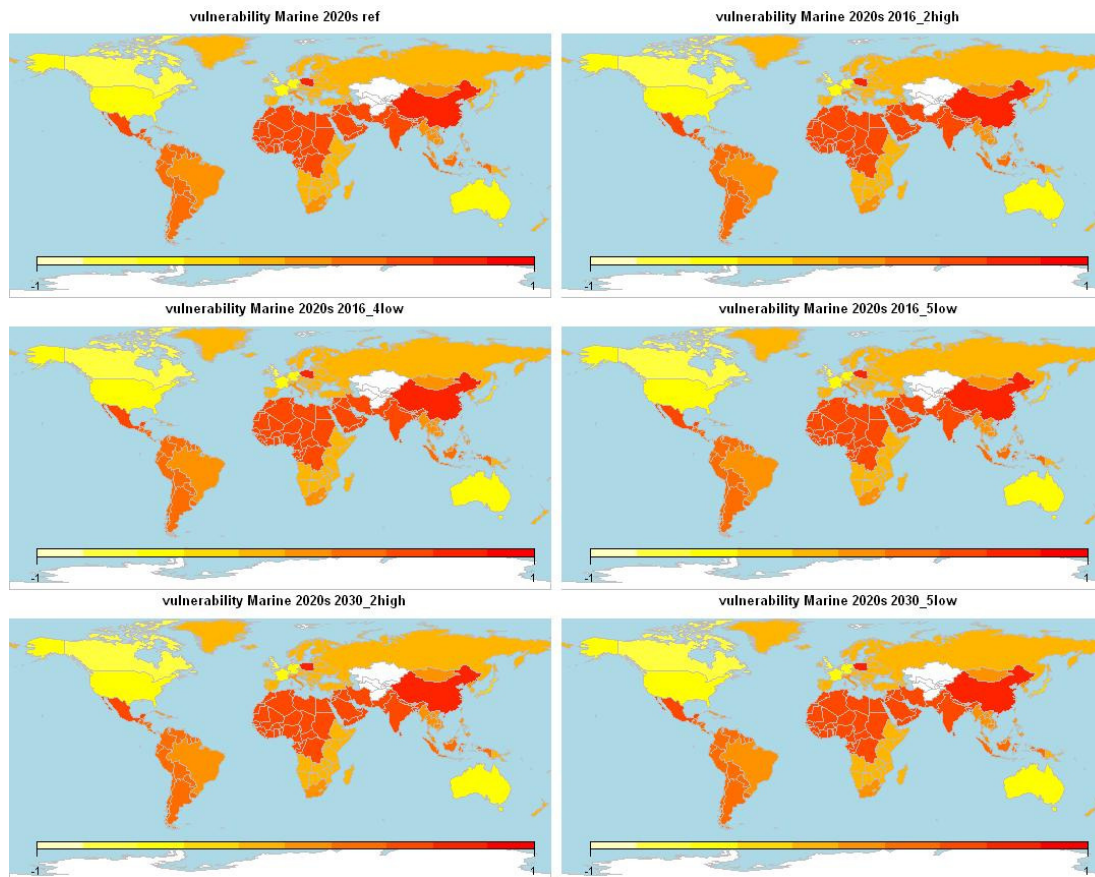 vulnerability Marine 2020s ref
vulnerability Marine 2020s 2016_2high
-1 1
-1 1
vulnerability Marine 2020s 2016_4low
vulnerability Marine 2020s 2016_5low
-1 1
-1 1
vulnerability Marine 2020s 2030_2high
vulnerability Marine 2020s 2030_5low
-1 1
-1 1